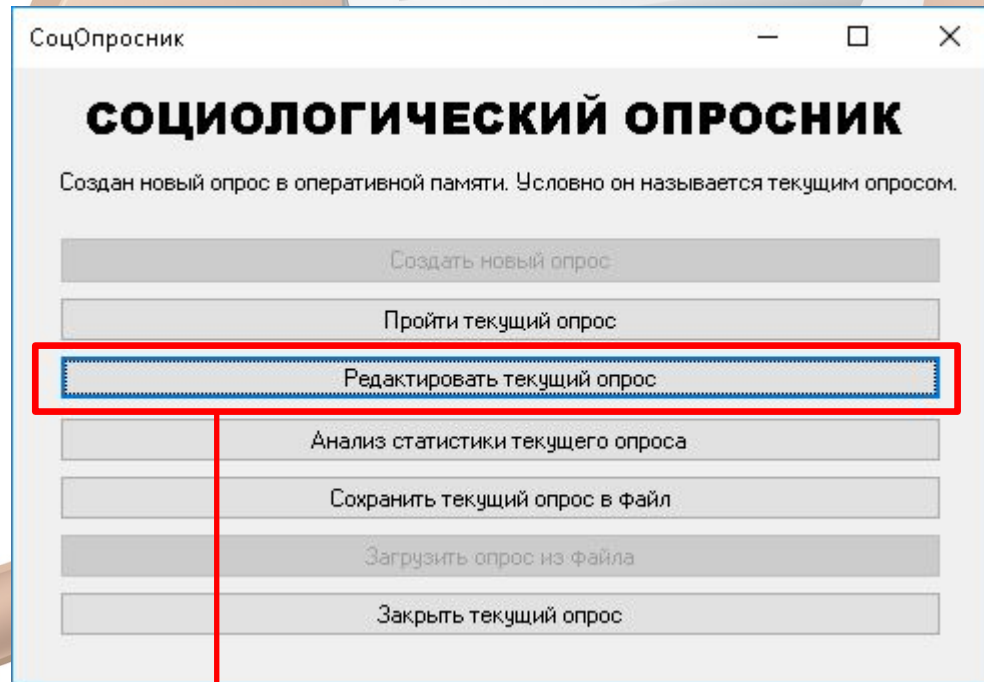 СоцОпросник
СОЦИОЛОГИЧЕСКИЙ ОПРОСНИК
Создан новый опрос в оперативной памяти. Условно он называется текущим опросом.
Создать новый опрос
Пройти текущий опрос
Редактировать текущий опрос
Анализ статистики текущего опроса
Сохранить текущий опрос в файл
Загрузить опрос из файла
Закрыть текущий опрос